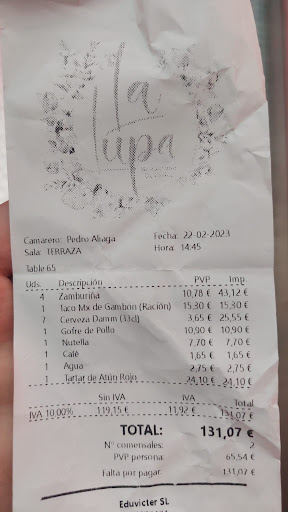 la
lupa
Camarero: Pedro Aliaga Fecha: 22-02-2023
Sala: TERRAZA Hora: 14:45
Table 65
Uds. Descripción PVP Imp.
4 Zamburiña 10,78 € 43,12 €
1 Taco Mx de Gambón (Ración) 15,30 € 15,30 €
7 Cerveza Damm (33cl) 3,65 € 25,55 €
1 Gofre de Pollo 10,90 € 10,90 €
1 Nutella 7,70 € 7,70 €
1 Café 1,65 € 1,65 €
1 Agua 2,75 € 2,75 €
1 Tartar de Atún Rojo 24,10 € 24,10 €
Sin IVA IVA Total
IVA 10.00% 119,15 € 11,92 € 131,07 €
TOTAL: 131,07 €
Nº comensales: 2
PVP persona: 65,54 €
Falta por pagar: 131,07 €
Eduvicter SL